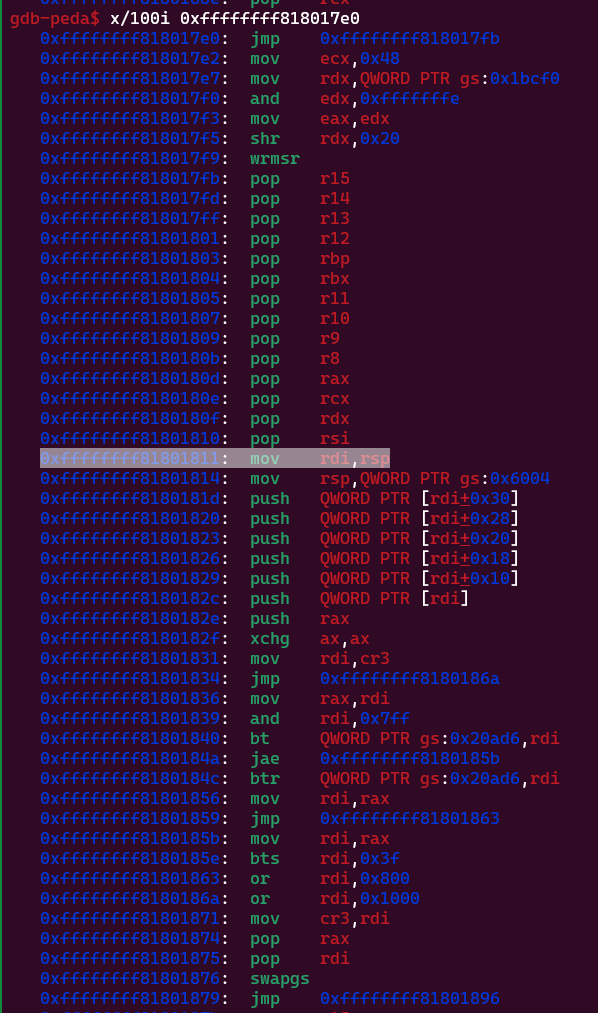 gdb-peda$ x/100i 0xffffffff818017e0
0xffffffff818017e0: jmp 0xffffffff818017fb
0xffffffff818017e2: mov ecx,0x48
0xffffffff818017e7: mov rdx,QWORD PTR gs:0x1bcf0
0xffffffff818017f0: and edx,0xfffffffe
0xffffffff818017f3: mov eax,edx
0xffffffff818017f5: shr rdx,0x20
0xffffffff818017f9: wrmsr
0xffffffff818017fb: pop r15
0xffffffff818017fd: pop r14
0xffffffff818017ff: pop r13
0xffffffff81801801: pop r12
0xffffffff81801803: pop rbp
0xffffffff81801804: pop rbx
0xffffffff81801805: pop r11
0xffffffff81801807: pop r10
0xffffffff81801809: pop r9
0xffffffff8180180b: pop r8
0xffffffff8180180d: pop rax
0xffffffff8180180e: pop rcx
0xffffffff8180180f: pop rdx
0xffffffff81801810: pop rsi
0xffffffff81801811: mov rdi,rsp
0xffffffff81801814: mov rsp,QWORD PTR gs:0x6004
0xffffffff8180181d: push QWORD PTR [rdi+0x30]
0xffffffff81801820: push QWORD PTR [rdi+0x28]
0xffffffff81801823: push QWORD PTR [rdi+0x20]
0xffffffff81801826: push QWORD PTR [rdi+0x18]
0xffffffff81801829: push QWORD PTR [rdi+0x10]
0xffffffff8180182c: push QWORD PTR [rdi]
0xffffffff8180182e: push rax
0xffffffff8180182f: xchg ax,ax
0xffffffff81801831: mov rdi,cr3
0xffffffff81801834: jmp 0xffffffff8180186a
0xffffffff81801836: mov rax,rdi
0xffffffff81801839: and rdi,0x7ff
0xffffffff81801840: bt QWORD PTR gs:0x20ad6,rdi
0xffffffff8180184a: jae 0xffffffff8180185b
0xffffffff8180184c: btr QWORD PTR gs:0x20ad6,rdi
0xffffffff81801856: mov rdi,rax
0xffffffff81801859: jmp 0xffffffff81801863
0xffffffff8180185b: mov rdi,rax
0xffffffff8180185e: bts rdi,0x3f
0xffffffff81801863: or rdi,0x800
0xffffffff8180186a: or rdi,0x1000
0xffffffff81801871: mov cr3,rdi
0xffffffff81801874: pop rax
0xffffffff81801875: pop rdi
0xffffffff81801876: swapgs
0xffffffff81801879: jmp 0xffffffff81801896